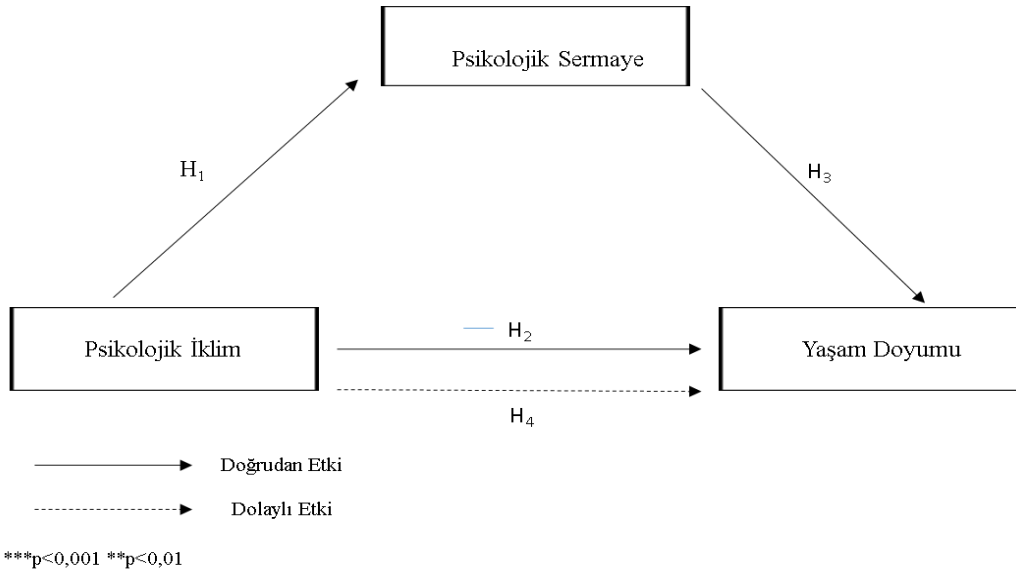 Psikolojik Sermaye
H₁
H₃
Psikolojik İklim
H₂
Yaşam Doyumu
H₄
Doğrudan Etki
Dolaylı Etki
***p<0,001 **p<0,01